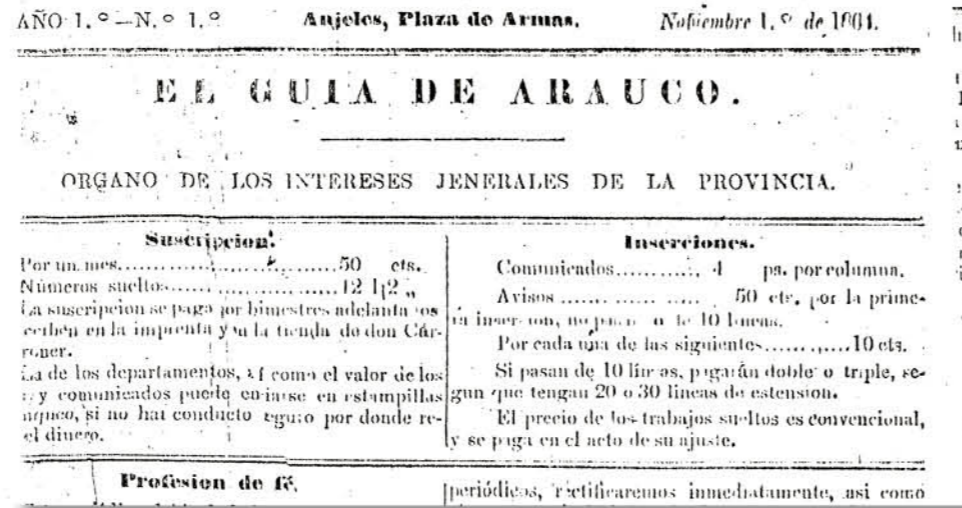 AÑO 1.º—N.º 1.º Anjeles, Plaza de Armas. Noviembre 1.º de 1864.
EL GUIA DE ARAUCO.
ORGANO DE LOS INTERESES JENERALES DE LA PROVINCIA.
Suscripcion.
Por un mes.......................50 cts.
Números sueltos..................12 1|2 „
La suscripcion se paga por bimestres adelantados
reciben en la imprenta y en la tienda de don Cár-
roner.
La de los departamentos, así como el valor de los
y comunicados puede enviarse en estampillas
si no hai conducto seguro por donde re-
el dinero.
Inserciones.
Comunicados........... 4 ps. por columna.
Avisos ................. 50 cts. por la prime-
ra insercion, no pasando de 10 lineas.
Por cada una de las siguientes...........10 cts.
Si pasan de 10 lineas, pagarán doble o triple, se-
gun que tengan 20 o 30 lineas de estension.
El precio de los trabajos sueltos es convencional,
y se paga en el acto de su ajuste.
Profesion de fé.
periódicos, rectificaremos inmediatamente, asi como